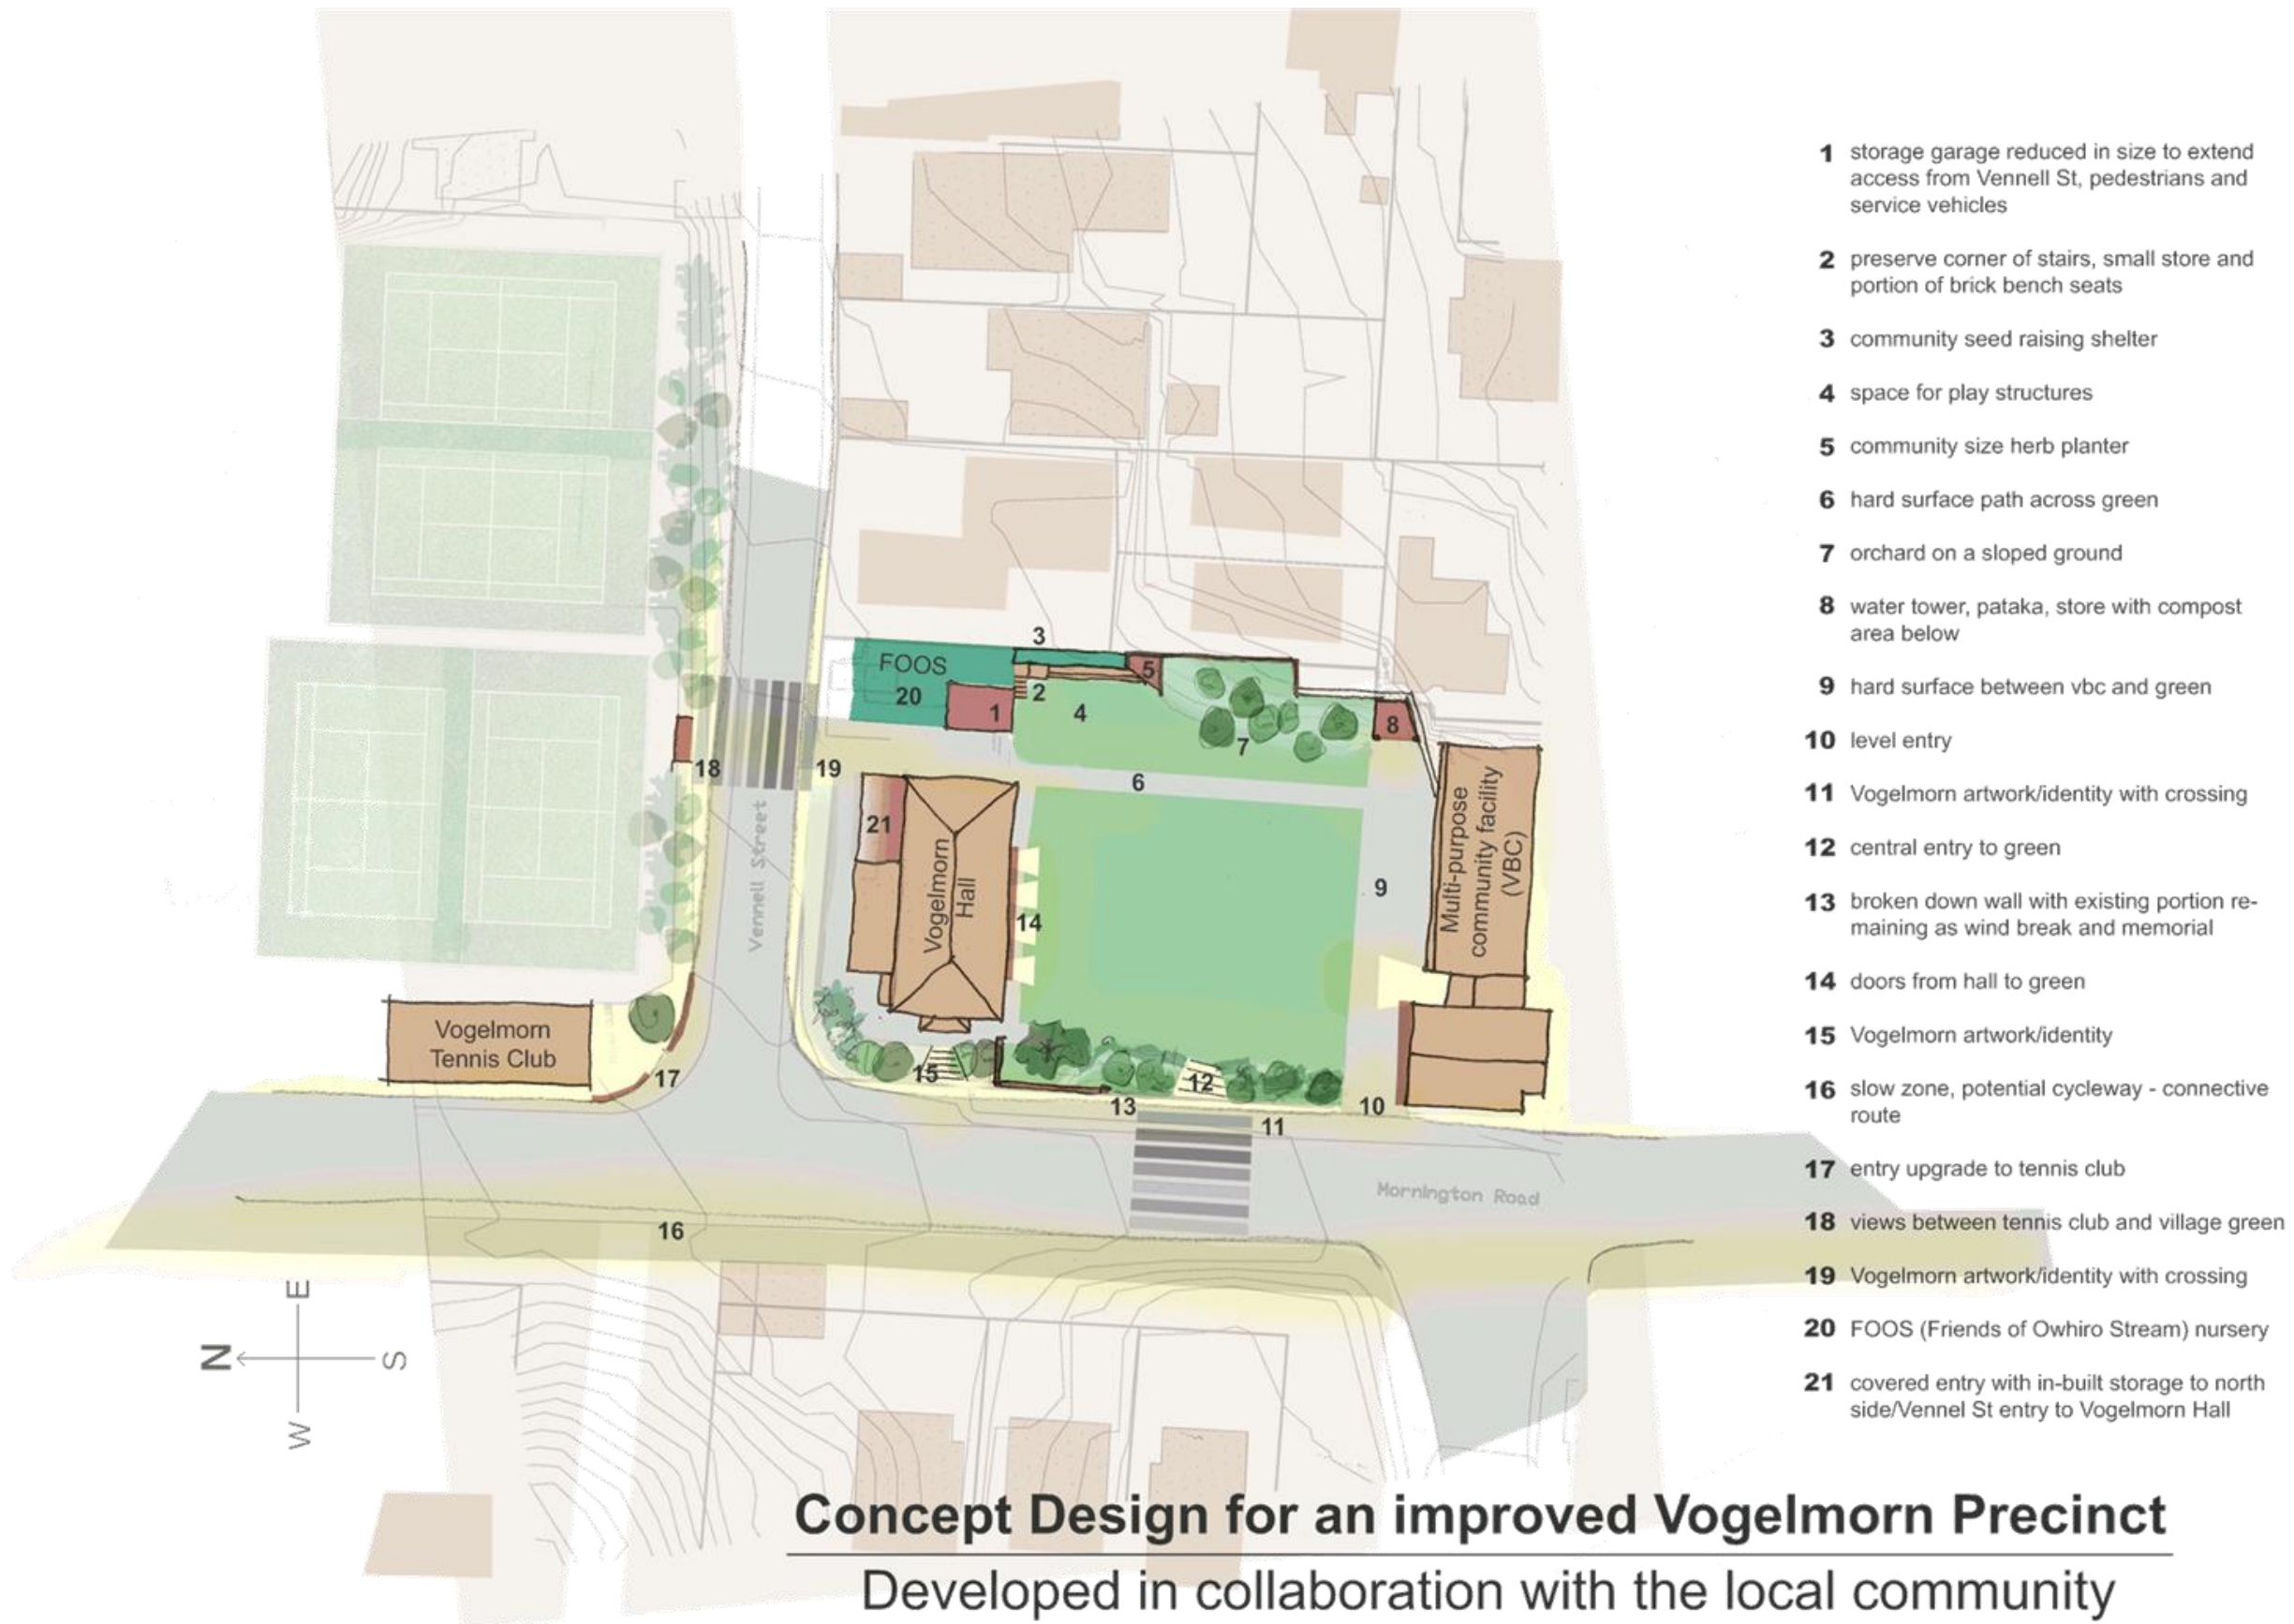 FOOS
20
3
5
2
1
4
7
8
6
18
19
21
Vogelmorn
Hall
Vennell Street
14
9
Multi-purpose
community facility
(VBC)
Vogelmorn
Tennis Club
17
15
12
13
10
11
Mornington Road
16
E
N
S
W
1 storage garage reduced in size to extend
access from Vennell St, pedestrians and
service vehicles
2 preserve corner of stairs, small store and
portion of brick bench seats
3 community seed raising shelter
4 space for play structures
5 community size herb planter
6 hard surface path across green
7 orchard on a sloped ground
8 water tower, pataka, store with compost
area below
9 hard surface between vbc and green
10 level entry
11 Vogelmorn artwork/identity with crossing
12 central entry to green
13 broken down wall with existing portion re-
maining as wind break and memorial
14 doors from hall to green
15 Vogelmorn artwork/identity
16 slow zone, potential cycleway - connective
route
17 entry upgrade to tennis club
18 views between tennis club and village green
19 Vogelmorn artwork/identity with crossing
20 FOOS (Friends of Owhiro Stream) nursery
21 covered entry with in-built storage to north
side/Vennel St entry to Vogelmorn Hall
Concept Design for an improved Vogelmorn Precinct
Developed in collaboration with the local community